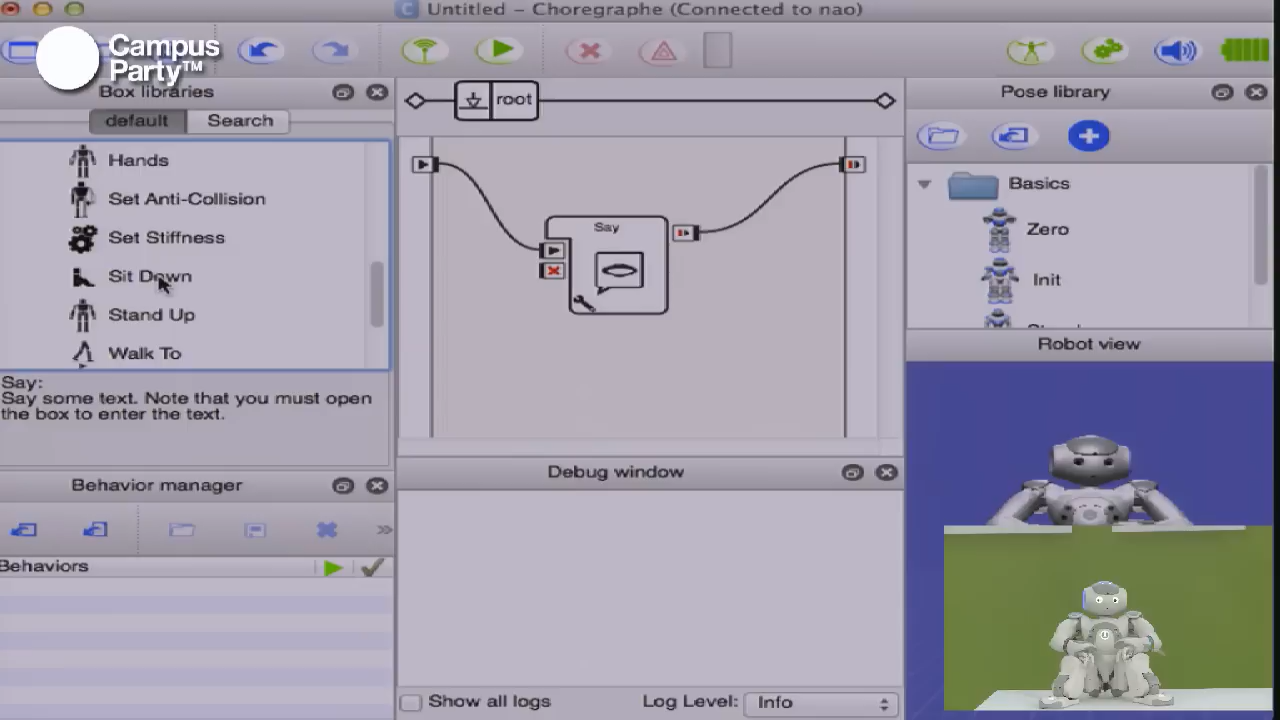 Untitled – Choregraphe (Connected to nao)
Campus
Party™
Box libraries
default
Search
Hands
Set Anti-Collision
Set Stiffness
Sit Down
Stand Up
Walk To
Say:
Say some text. Note that you must open
the box to enter the text.
Behavior manager
Behaviors
root
Say
Debug window
Show all logs
Log Level:
Info
Pose library
Basics
Zero
Init
Robot view